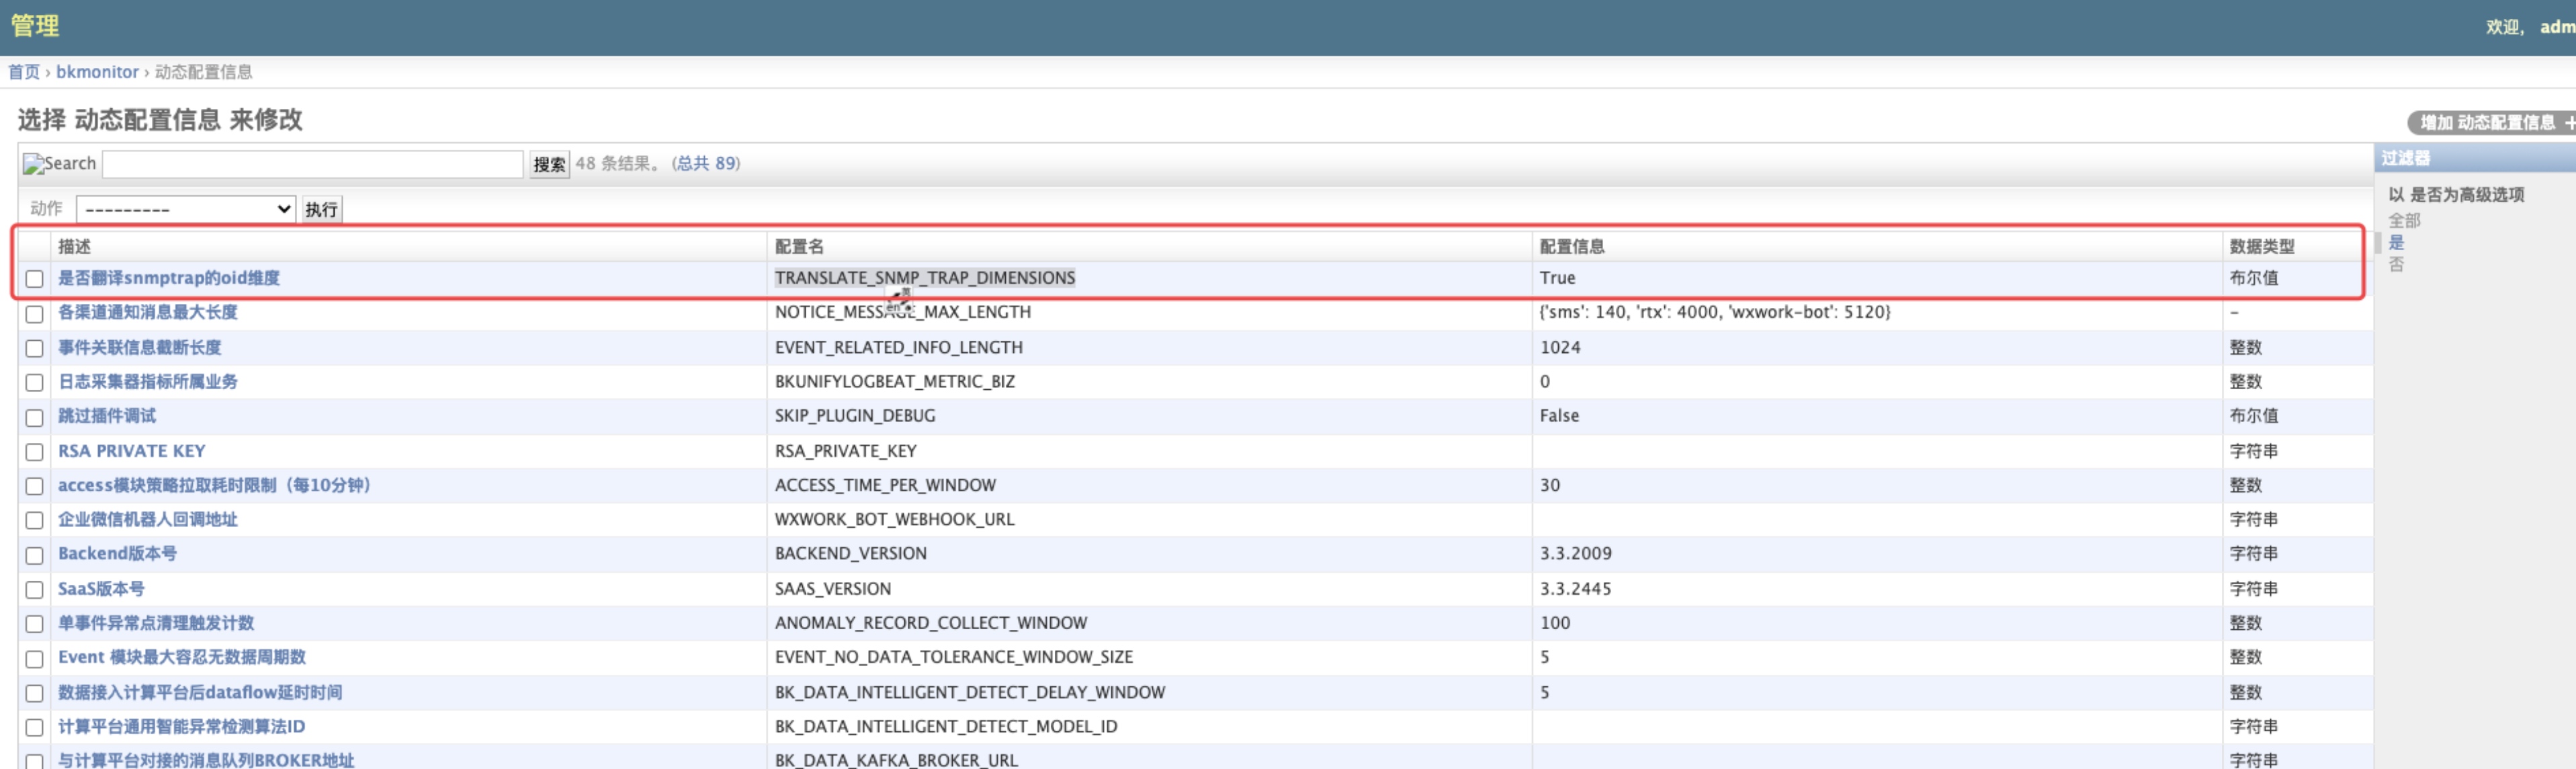 管理
欢迎， adm
首页 › bkmonitor › 动态配置信息
选择 动态配置信息 来修改
增加 动态配置信息 +
Search 搜索 48 条结果。 (总共 89)
过滤器
以 是否为高级选项
全部
是
否
动作 --------- 执行
描述 配置名 配置信息 数据类型
是否翻译snmptrap的oid维度 TRANSLATE_SNMP_TRAP_DIMENSIONS True 布尔值
各渠道通知消息最大长度 NOTICE_MESSAGE_MAX_LENGTH {'sms': 140, 'rtx': 4000, 'wxwork-bot': 5120} -
事件关联信息截断长度 EVENT_RELATED_INFO_LENGTH 1024 整数
日志采集器指标所属业务 BKUNIFYLOGBEAT_METRIC_BIZ 0 整数
跳过插件调试 SKIP_PLUGIN_DEBUG False 布尔值
RSA PRIVATE KEY RSA_PRIVATE_KEY 字符串
access模块策略拉取耗时限制（每10分钟） ACCESS_TIME_PER_WINDOW 30 整数
企业微信机器人回调地址 WXWORK_BOT_WEBHOOK_URL 字符串
Backend版本号 BACKEND_VERSION 3.3.2009 字符串
SaaS版本号 SAAS_VERSION 3.3.2445 字符串
单事件异常点清理触发计数 ANOMALY_RECORD_COLLECT_WINDOW 100 整数
Event 模块最大容忍无数据周期数 EVENT_NO_DATA_TOLERANCE_WINDOW_SIZE 5 整数
数据接入计算平台后dataflow延时时间 BK_DATA_INTELLIGENT_DETECT_DELAY_WINDOW 5 整数
计算平台通用智能异常检测算法ID BK_DATA_INTELLIGENT_DETECT_MODEL_ID 字符串
与计算平台对接的消息队列BROKER地址 BK_DATA_KAFKA_BROKER_URL 字符串